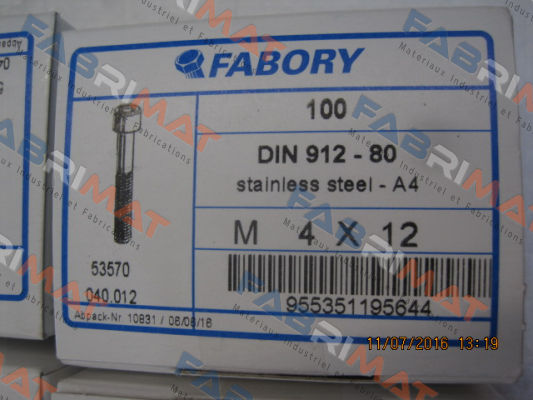 FABORY
100
DIN 912 - 80
stainless steel - A4
M 4 X 12
53570
040.012
955351195644
Abpack-Nr. 10831 / 06/06/16
11/07/2016 13:19
FABRIMAT
Materiaux Industriel et Fabrications